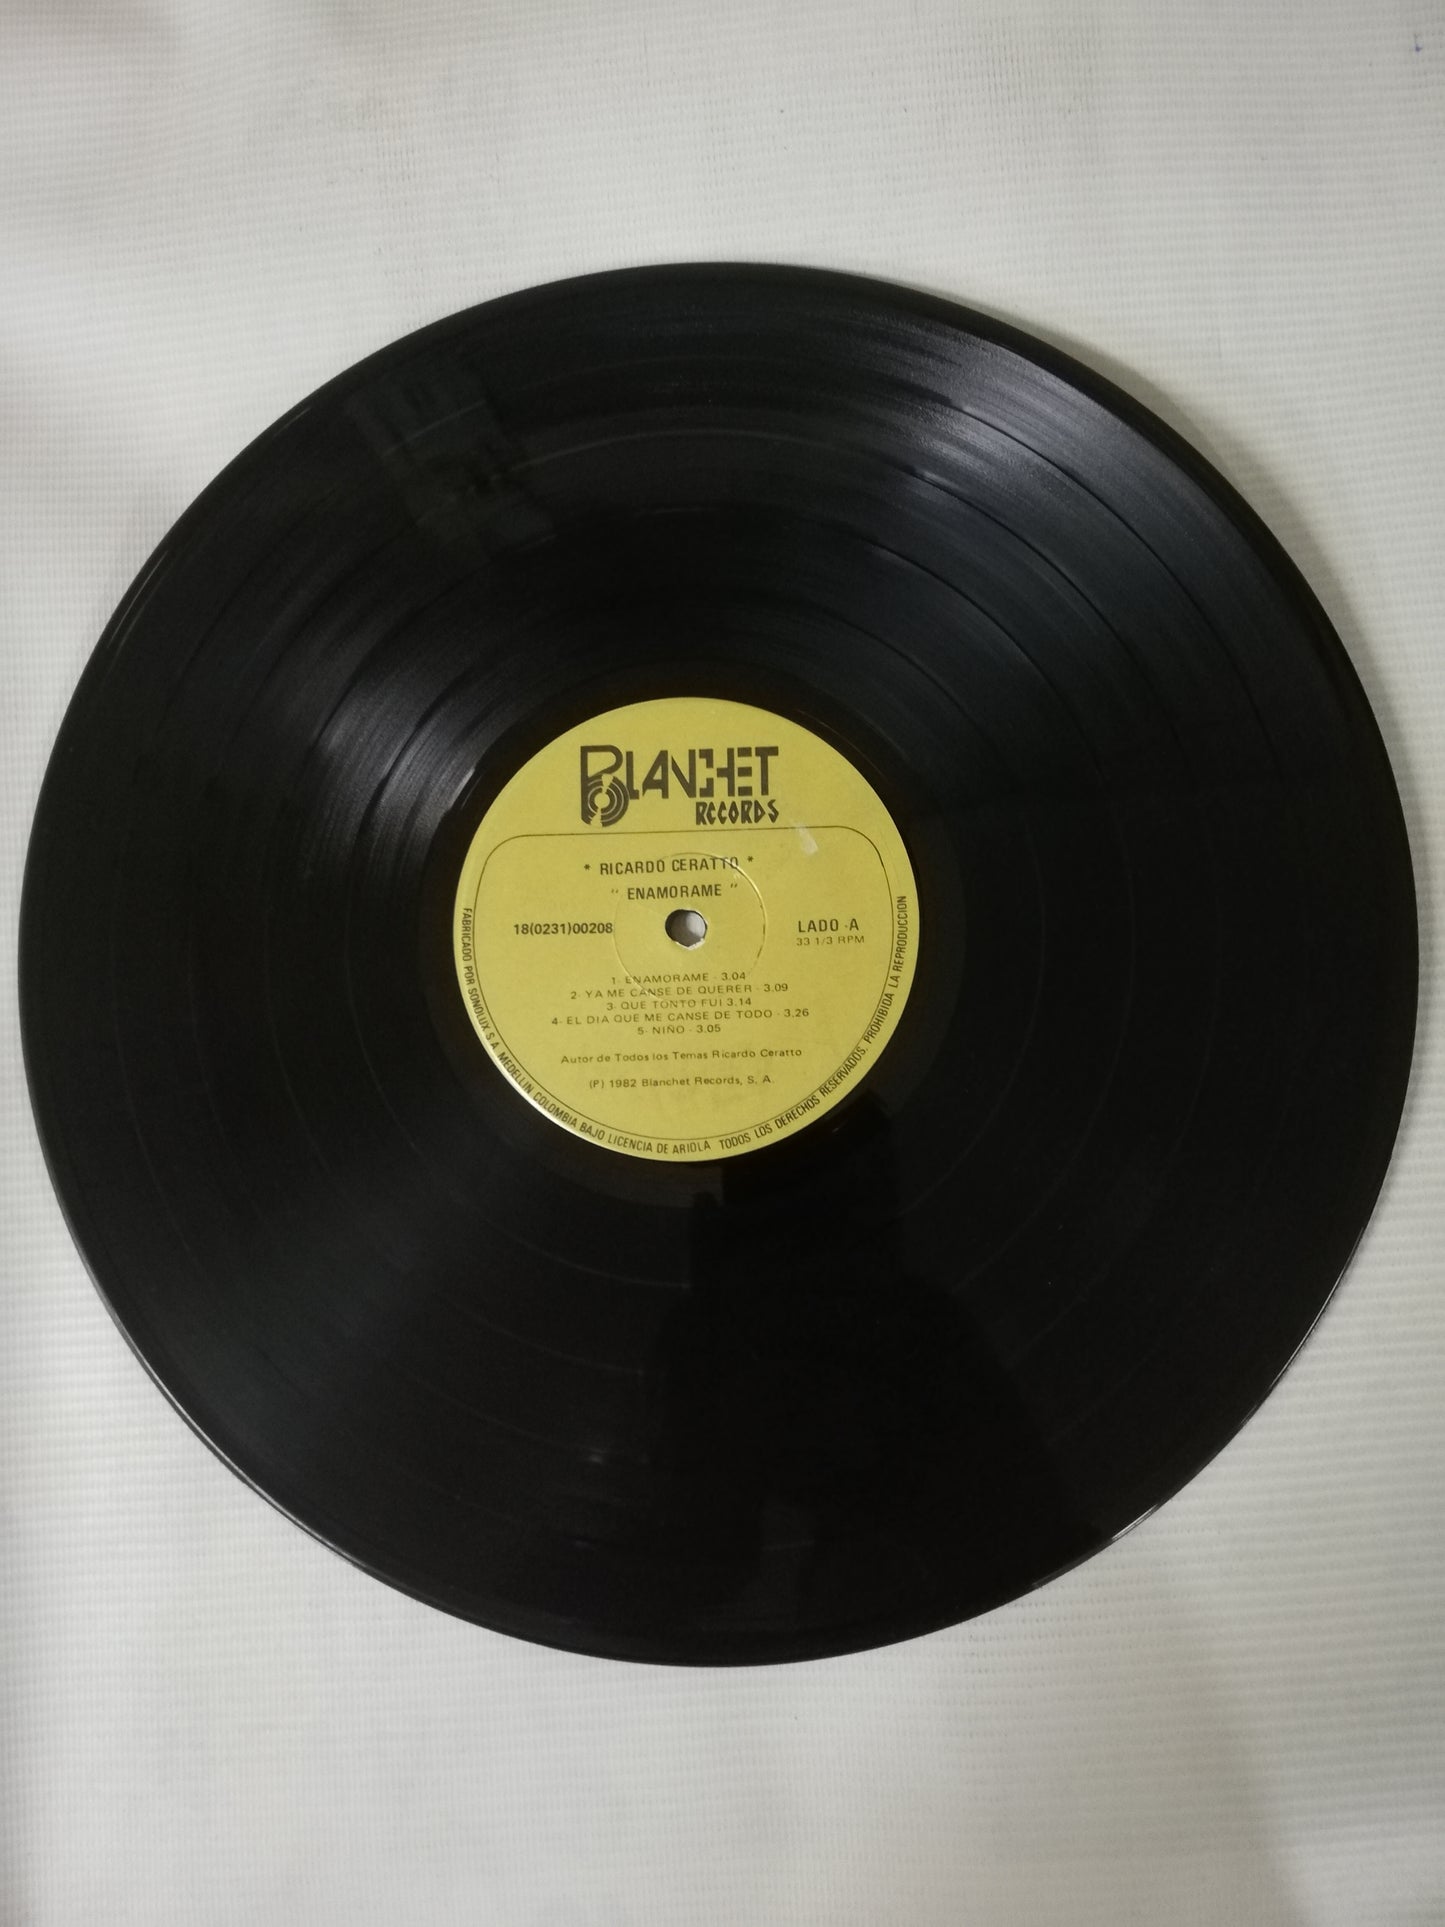 BLANCHET
RECORDS
* RICARDO CERATTO *
" ENAMORAME "
18(0231)00208
LADO -A
33 1/3 RPM
1- ENAMORAME - 3.04
2- YA ME CANSE DE QUERER - 3.09
3- QUE TONTO FUI 3.14
4- EL DIA QUE ME CANSE DE TODO - 3.26
5- NIÑO - 3.05
Autor de Todos los Temas Ricardo Ceratto
(P) 1982 Blanchet Records, S. A.
FABRICADO POR SONOLUX S.A. MEDELLIN COLOMBIA BAJO LICENCIA DE ARIOLA TODOS LOS DERECHOS RESERVADOS. PROHIBIDA LA REPRODUCCION